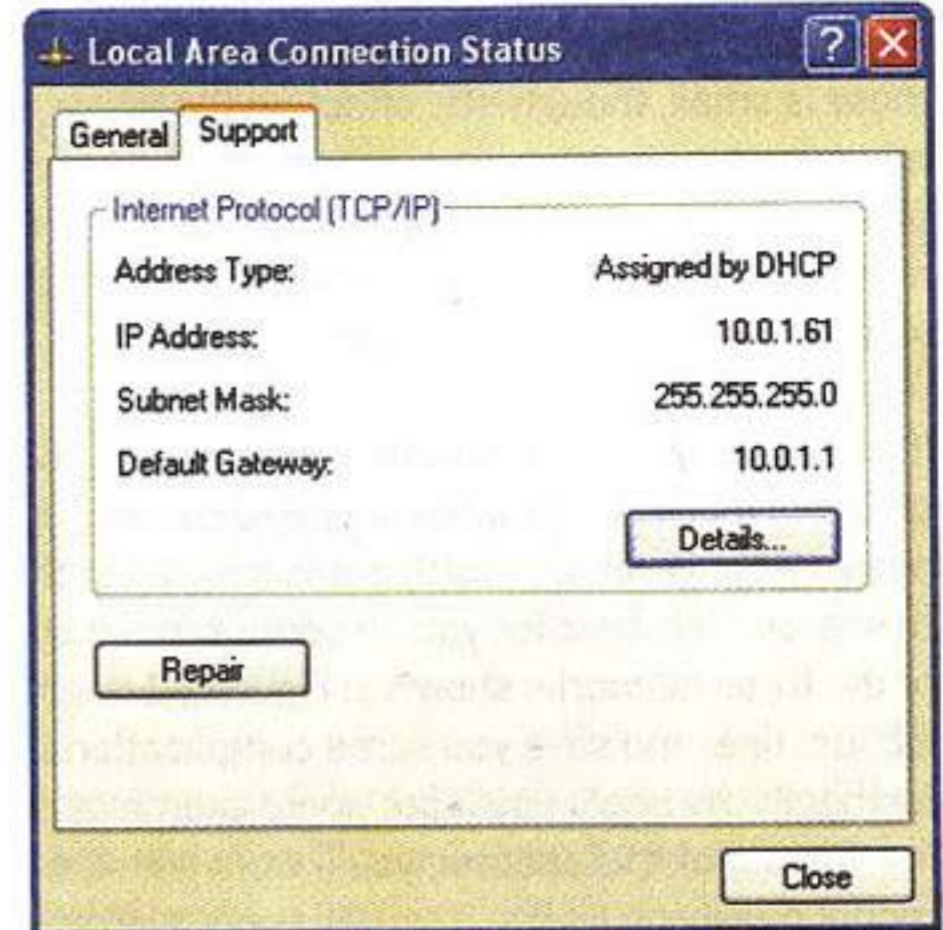 Local Area Connection Status
General Support
Internet Protocol (TCP/IP)
Address Type: Assigned by DHCP
IP Address: 10.0.1.61
Subnet Mask: 255.255.255.0
Default Gateway: 10.0.1.1
Details...
Repair
Close